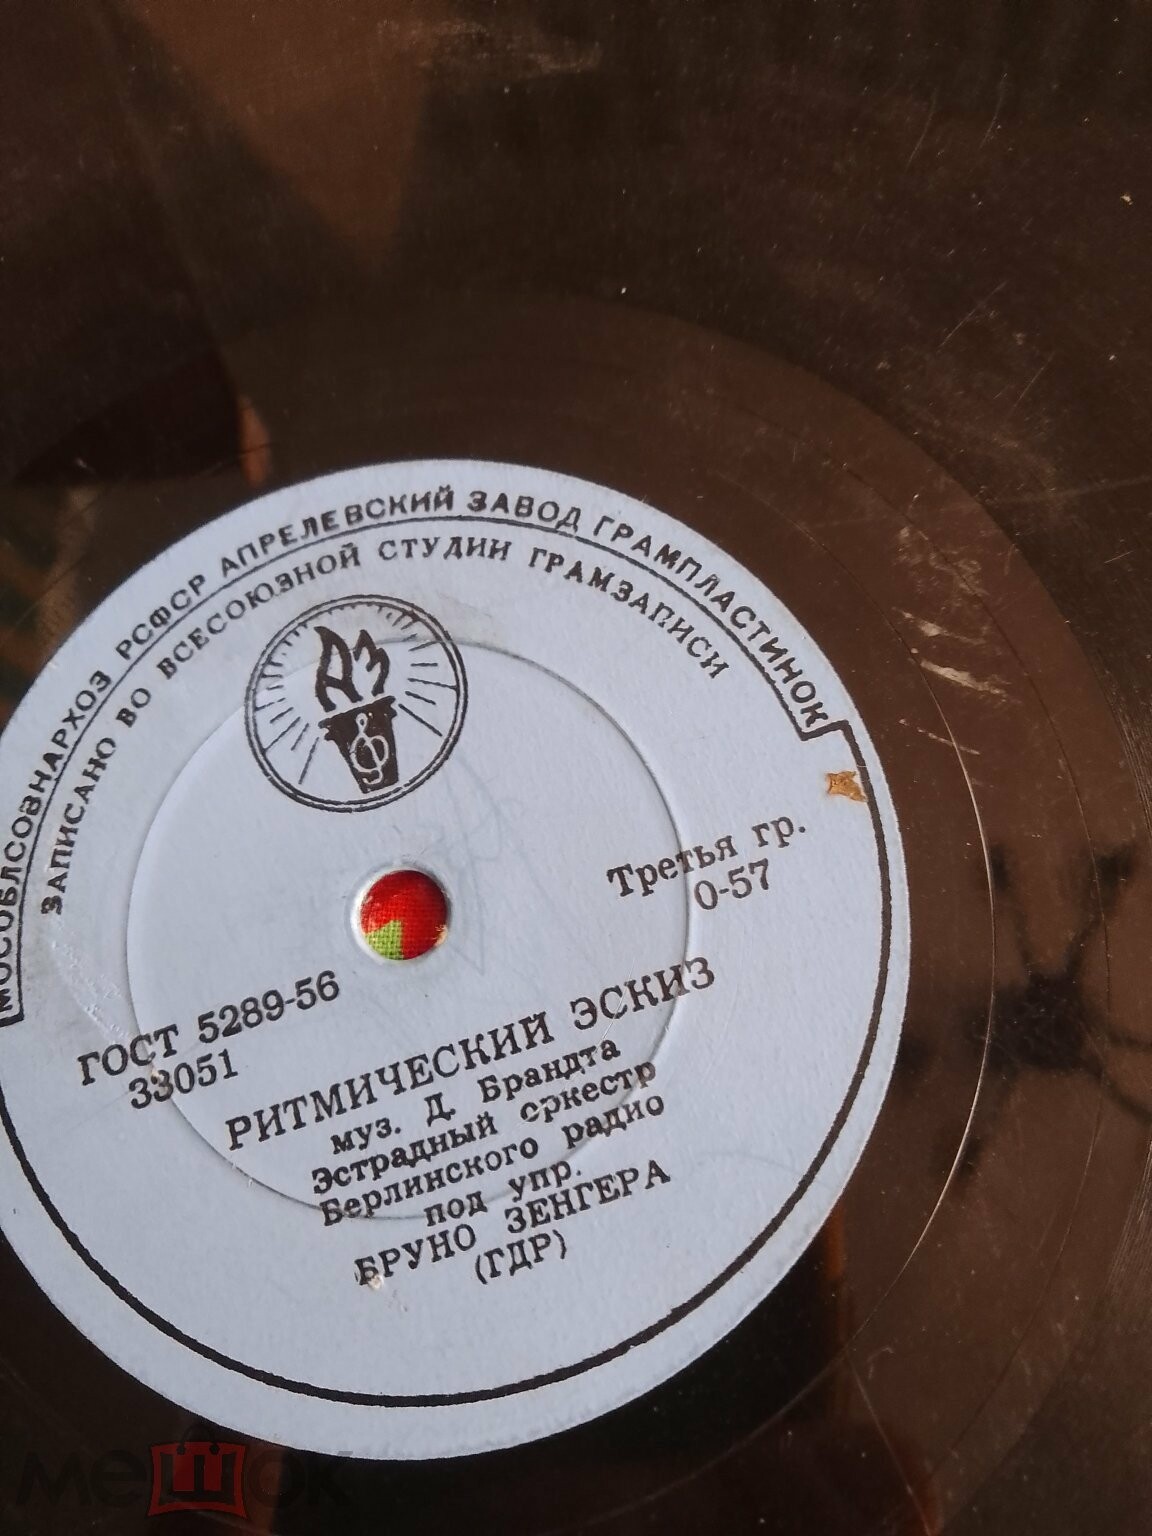 МОСОБЛСОВНАРХОЗ РСФСР АПРЕЛЕВСКИЙ ЗАВОД ГРАМПЛАСТИНОК
ЗАПИСАНО ВО ВСЕСОЮЗНОЙ СТУДИИ ГРАМЗАПИСИ
АЗ
Третья гр.
0-57
ГОСТ 5289-56
33051
РИТМИЧЕСКИЙ ЭСКИЗ
муз. Д. Брандта
Эстрадный оркестр
Берлинского радио
под упр.
БРУНО ЗЕНГЕРА
(ГДР)
мешок